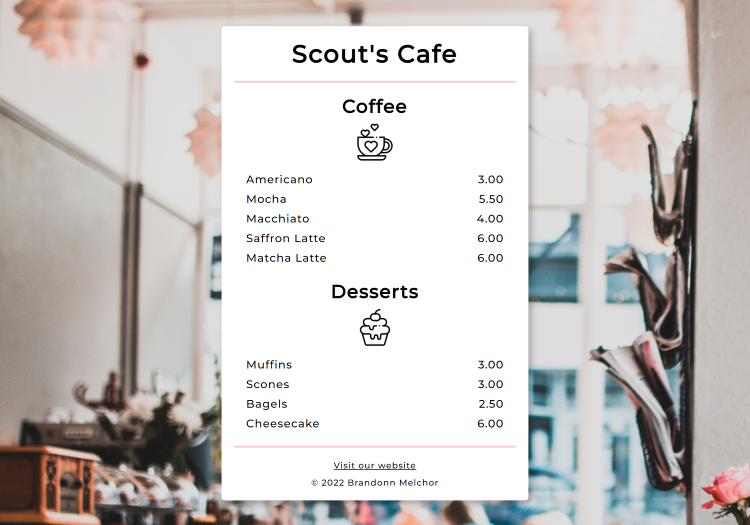 Scout's Cafe
Coffee
Americano 3.00
Mocha 5.50
Macchiato 4.00
Saffron Latte 6.00
Matcha Latte 6.00
Desserts
Muffins 3.00
Scones 3.00
Bagels 2.50
Cheesecake 6.00
Visit our website
© 2022 Brandonn Melchor